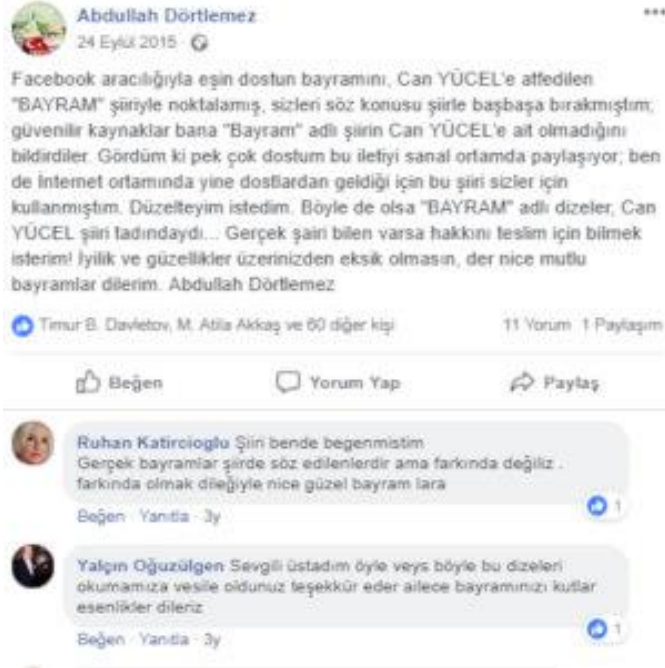 Abdullah Dörtlemez
24 Eylül 2015
Facebook aracılığıyla eşin dostun bayramını, Can YÜCEL'e atfedilen
"BAYRAM" şiiriyle noktalamış, sizleri söz konusu şiirle başbaşa bırakmıştım;
güvenilir kaynaklar bana "Bayram" adlı şiirin Can YÜCEL'e ait olmadığını
bildirdiler. Gördüm ki pek çok dostum bu iletiyi sanal ortamda paylaşıyor; ben
de İnternet ortamında yine dostlardan geldiği için bu şiiri sizler için
kullanmıştım. Düzelteyim istedim. Böyle de olsa "BAYRAM" adlı dizeler, Can
YÜCEL şiiri tadındaydı... Gerçek şairi bilen varsa hakkını teslim için bilmek
isterim! İyilik ve güzellikler üzerinizden eksik olmasın, der nice mutlu
bayramlar dilerim. Abdullah Dörtlemez
Timur B. Davletov, M. Atila Akkaş ve 60 diğer kişi 11 Yorum 1 Paylaşım
Beğen Yorum Yap Paylaş
Ruhan Katircioglu Şiiri bende begenmistim
Gerçek bayramlar şiirde söz edilenlerdir ama farkında değiliz .
farkında olmak dileğiyle nice güzel bayram lara
1
Beğen · Yanıtla · 3y
Yalçın Oğuzülgen Sevgili üstadım öyle veys böyle bu dizeleri
okumamıza vesile oldunuz teşekkür eder ailece bayramınızı kutlar
esenlikler dileriz
1
Beğen · Yanıtla · 3y